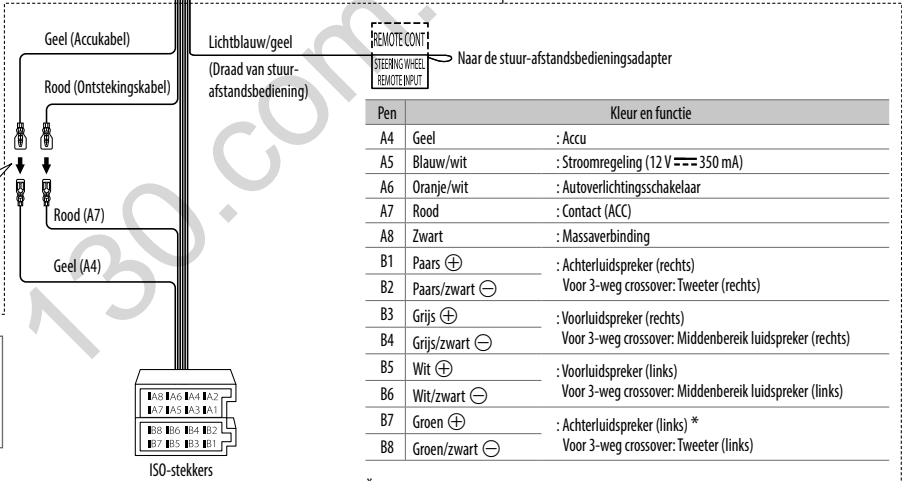 Geel (Accukabel)
Rood (Ontstekingskabel)
Lichtblauw/geel
(Draad van stuur-
afstandsbediening)
REMOTE CONT
STEERING WHEEL
REMOTE INPUT
Naar de stuur-afstandsbedieningsadapter
Rood (A7)
Geel (A4)
A8 A6 A4 A2
A7 A5 A3 A1
B8 B6 B4 B2
B7 B5 B3 B1
ISO-stekkers
Pen Kleur en functie
A4 Geel : Accu
A5 Blauw/wit : Stroomregeling (12 V ⎓ 350 mA)
A6 Oranje/wit : Autoverlichtingsschakelaar
A7 Rood : Contact (ACC)
A8 Zwart : Massaverbinding
B1 Paars ⊕ : Achterluidspreker (rechts)
B2 Paars/zwart ⊖ Voor 3-weg crossover: Tweeter (rechts)
B3 Grijs ⊕ : Voorluidspreker (rechts)
B4 Grijs/zwart ⊖ Voor 3-weg crossover: Middenbereik luidspreker (rechts)
B5 Wit ⊕ : Voorluidspreker (links)
B6 Wit/zwart ⊖ Voor 3-weg crossover: Middenbereik luidspreker (links)
B7 Groen ⊕ : Achterluidspreker (links) *
B8 Groen/zwart ⊖ Voor 3-weg crossover: Tweeter (links)
130.com.